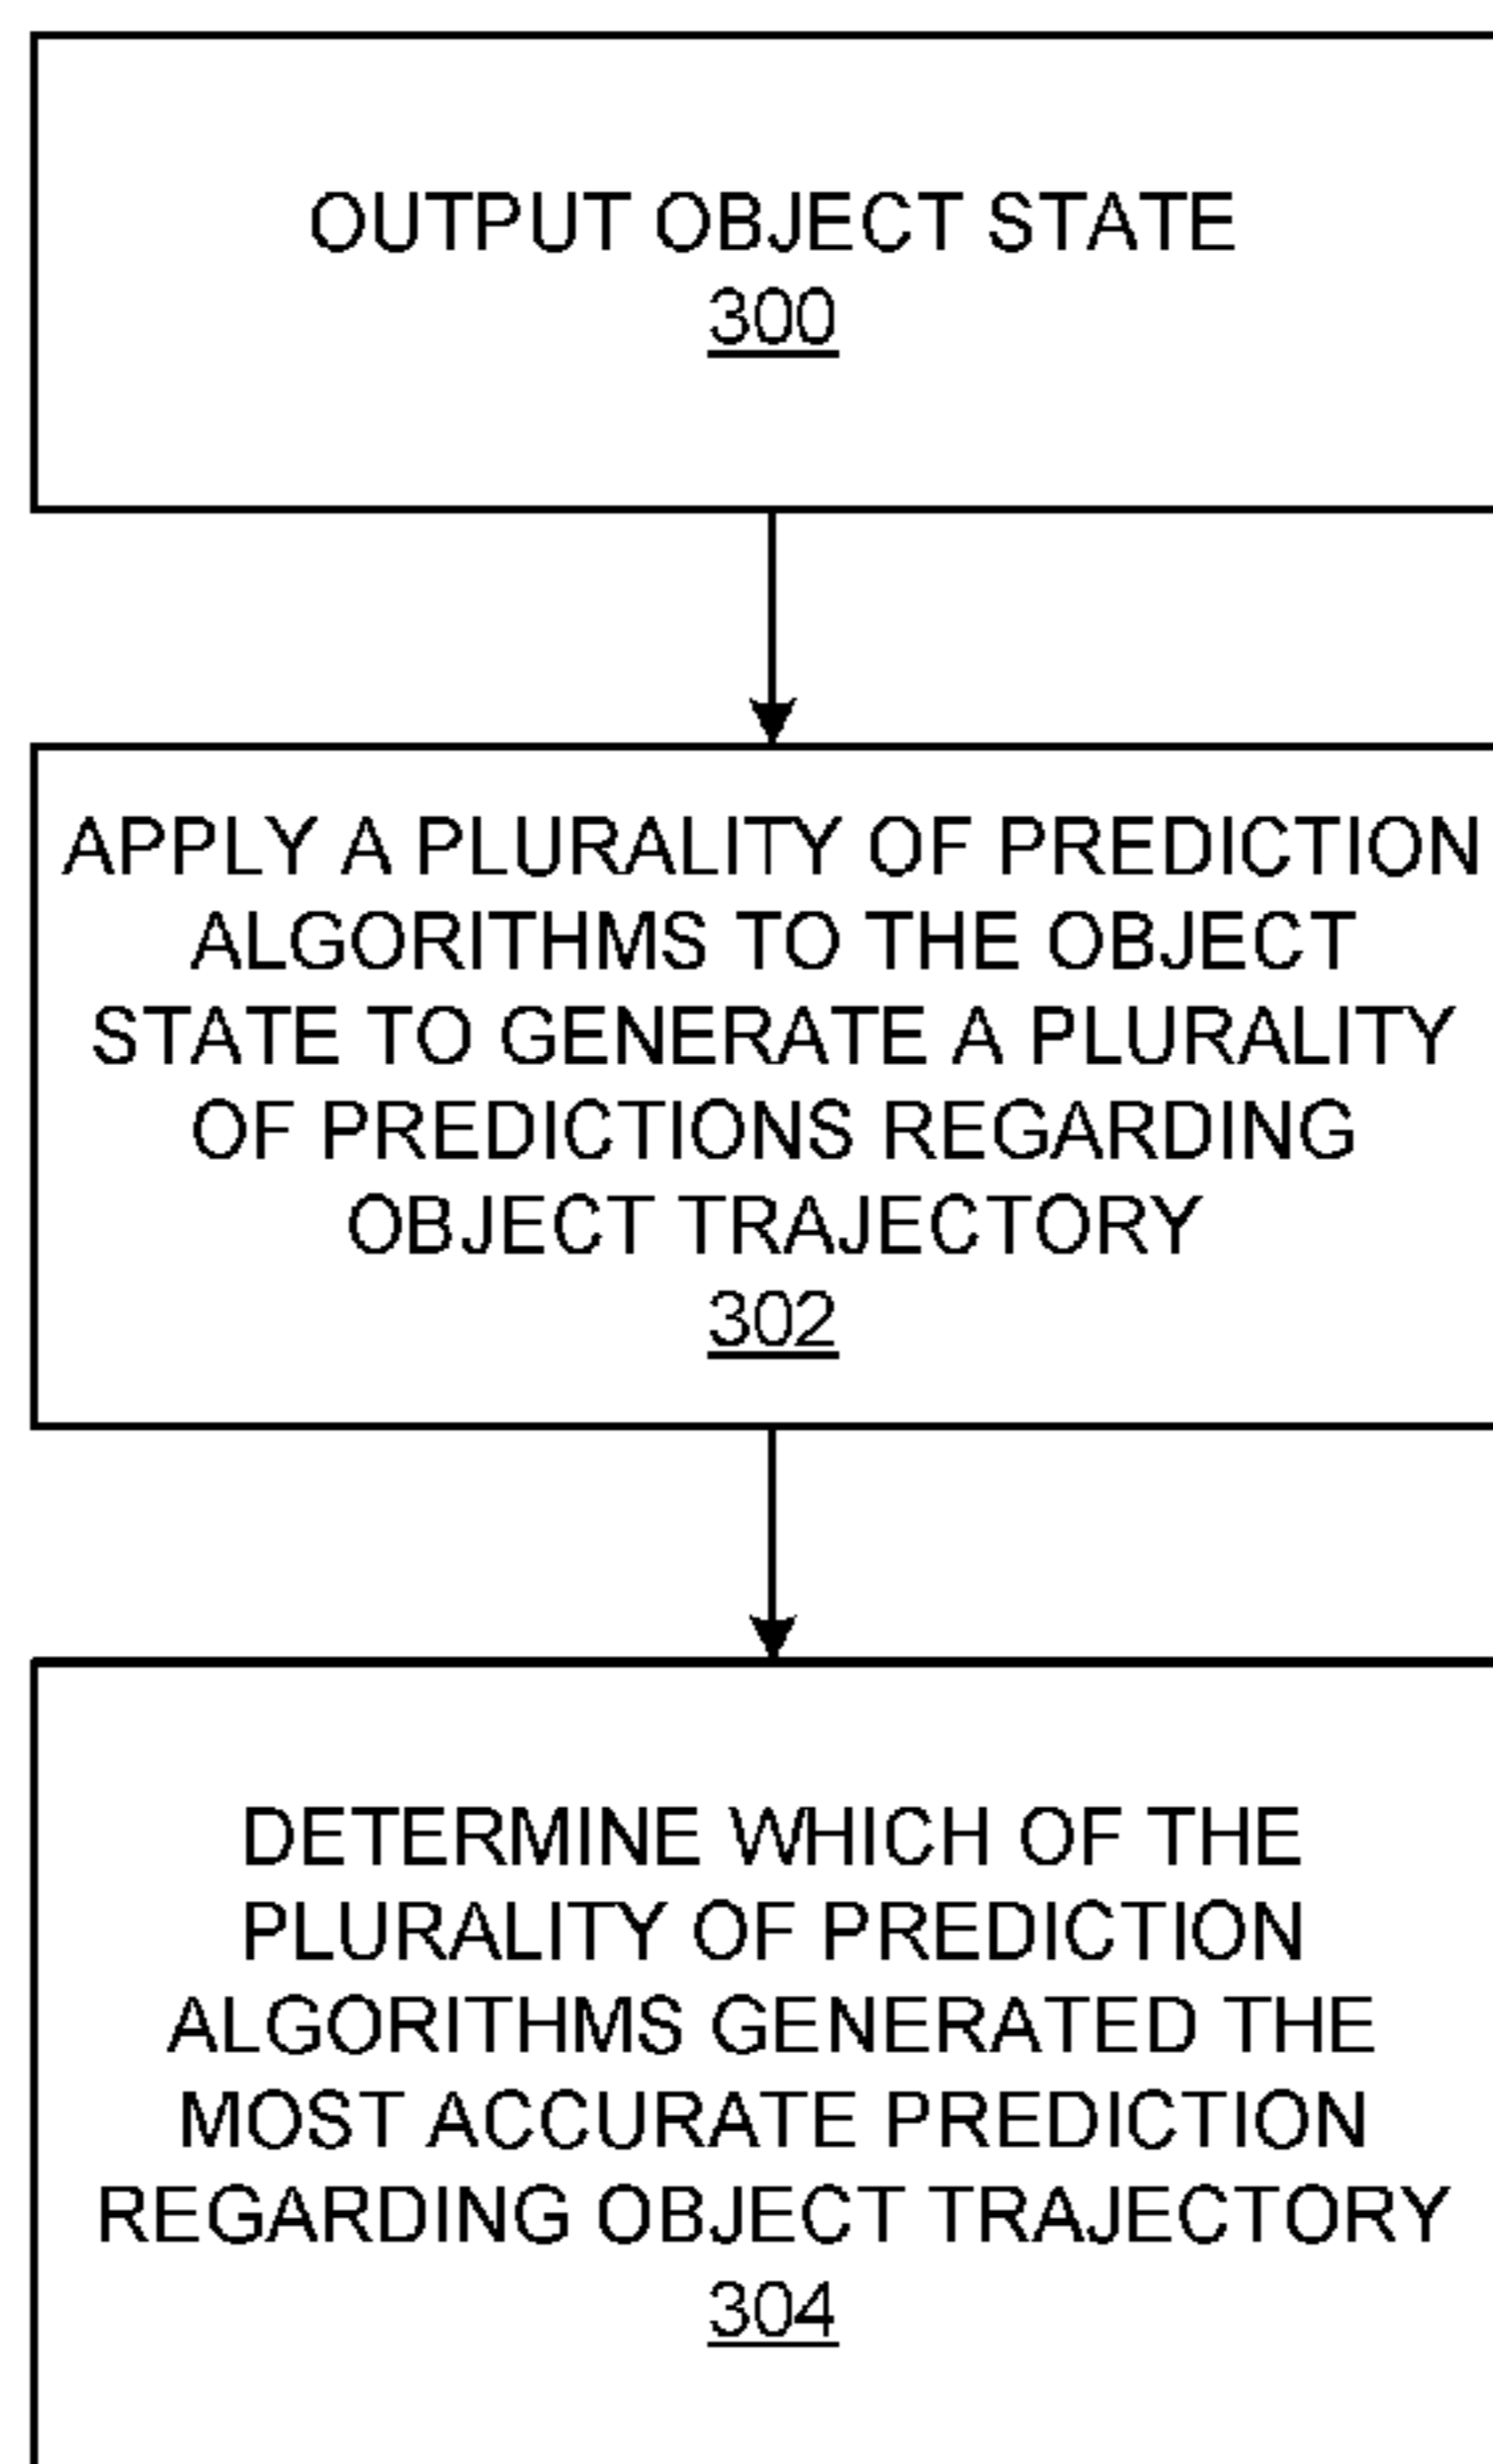 OUTPUT OBJECT STATE
300
APPLY A PLURALITY OF PREDICTION
ALGORITHMS TO THE OBJECT
STATE TO GENERATE A PLURALITY
OF PREDICTIONS REGARDING
OBJECT TRAJECTORY
302
DETERMINE WHICH OF THE
PLURALITY OF PREDICTION
ALGORITHMS GENERATED THE
MOST ACCURATE PREDICTION
REGARDING OBJECT TRAJECTORY
304